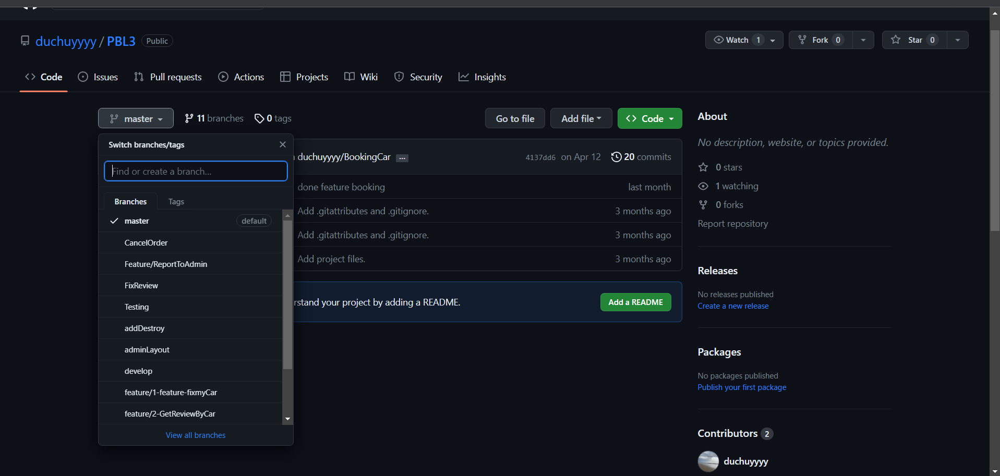 duchuyyyy / PBL3 Public
Watch 1 Fork 0 Star 0
Code Issues Pull requests Actions Projects Wiki Security Insights
master 11 branches 0 tags Go to file Add file Code
Switch branches/tags
Find or create a branch...
Branches Tags
master default
CancelOrder
Feature/ReportToAdmin
FixReview
Testing
addDestroy
adminLayout
develop
feature/1-feature-fixmyCar
feature/2-GetReviewByCar
View all branches
duchuyyyy/BookingCar ... 4137dd6 on Apr 12 20 commits
done feature booking last month
Add .gitattributes and .gitignore. 3 months ago
Add .gitattributes and .gitignore. 3 months ago
Add project files. 3 months ago
rstand your project by adding a README. Add a README
About
No description, website, or topics provided.
0 stars
1 watching
0 forks
Report repository
Releases
No releases published
Create a new release
Packages
No packages published
Publish your first package
Contributors 2
duchuyyyy